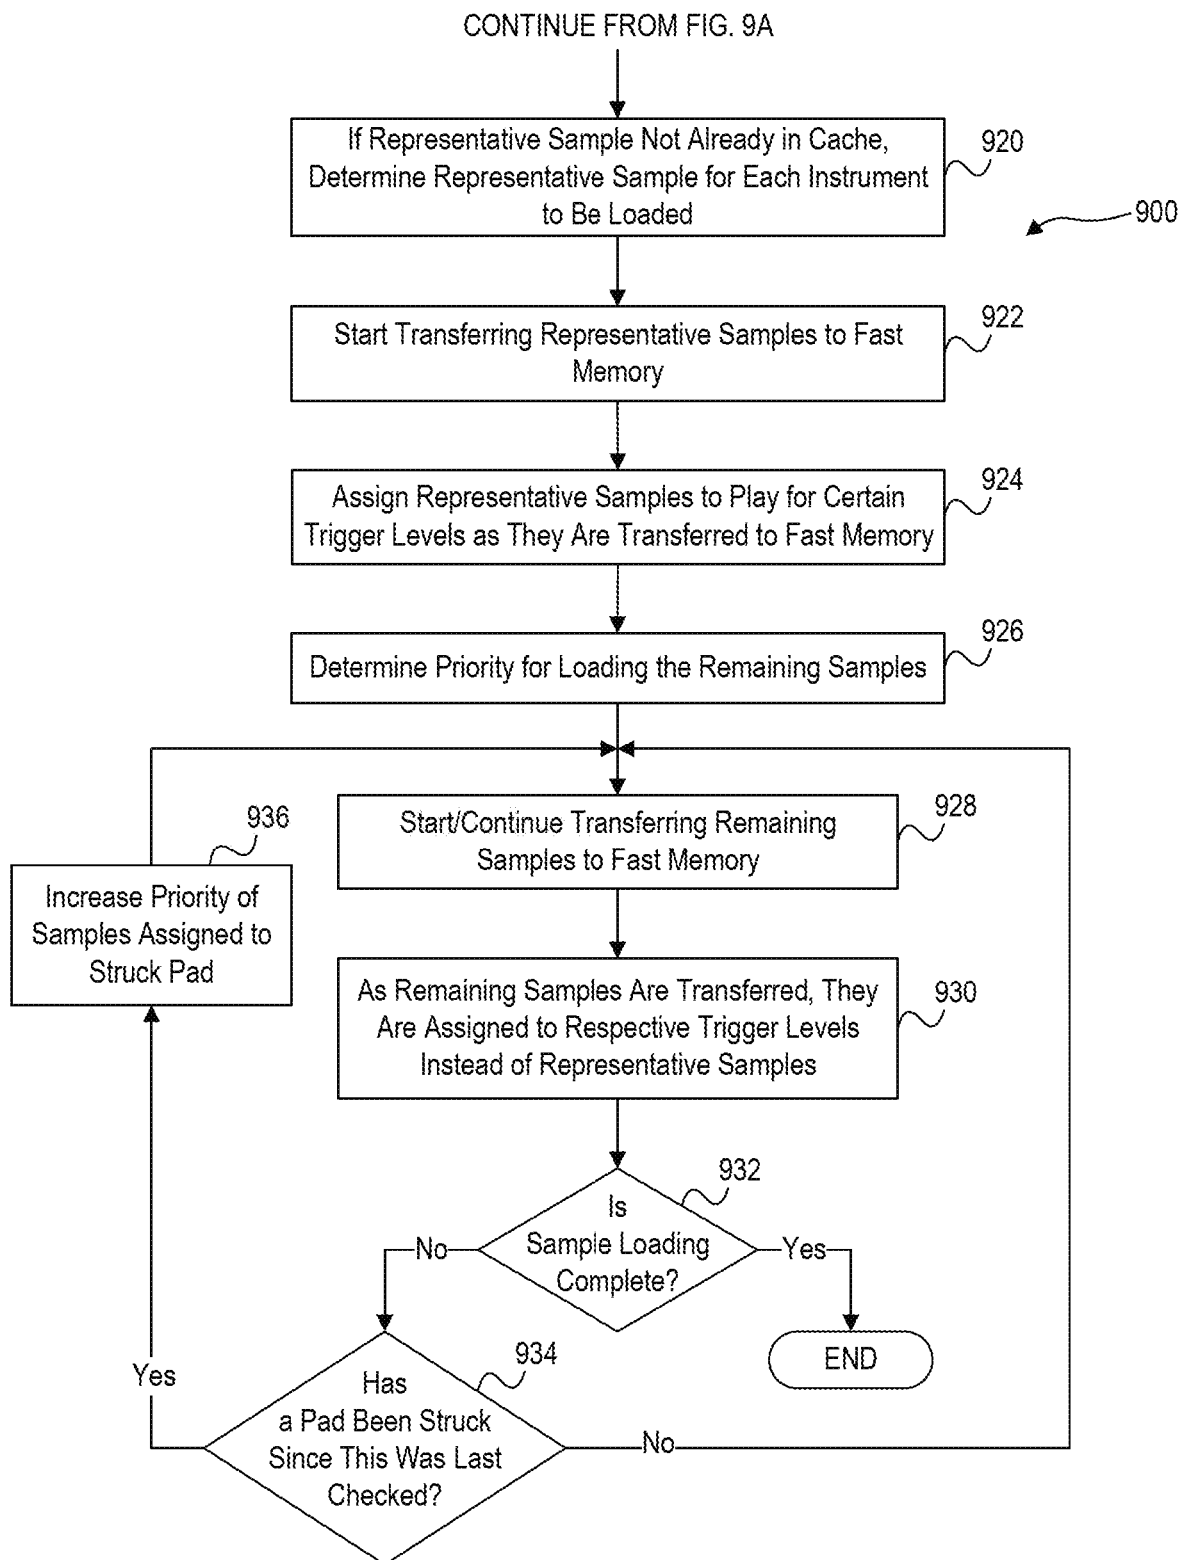 CONTINUE FROM FIG. 9A
If Representative Sample Not Already in Cache,
Determine Representative Sample for Each Instrument
to Be Loaded
920
900
Start Transferring Representative Samples to Fast
Memory
922
Assign Representative Samples to Play for Certain
Trigger Levels as They Are Transferred to Fast Memory
924
Determine Priority for Loading the Remaining Samples
926
Start/Continue Transferring Remaining
Samples to Fast Memory
928
936
Increase Priority of
Samples Assigned to
Struck Pad
As Remaining Samples Are Transferred, They
Are Assigned to Respective Trigger Levels
Instead of Representative Samples
930
Is
Sample Loading
Complete?
932
No
Yes
END
Has
a Pad Been Struck
Since This Was Last
Checked?
934
Yes
No